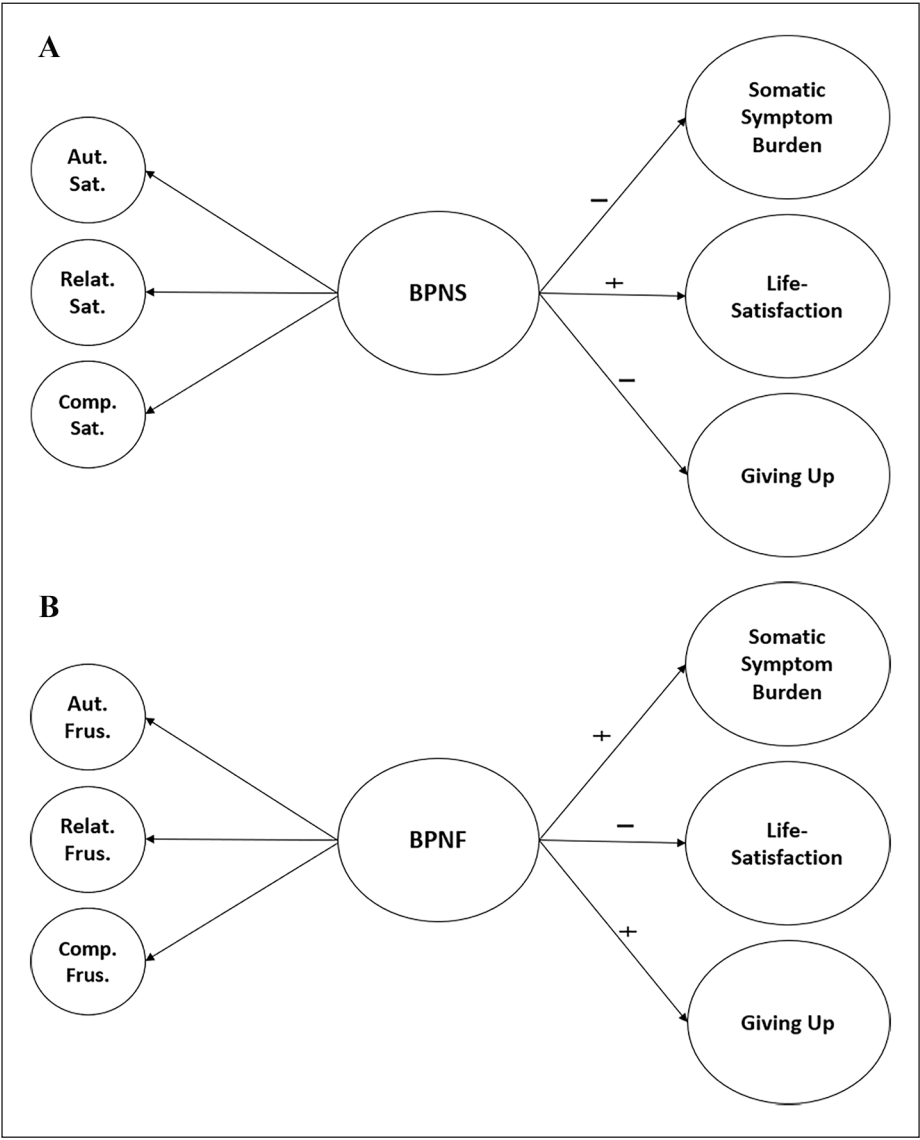 A
Aut.
Sat.
Relat.
Sat.
Comp.
Sat.
BPNS
−
+
−
Somatic
Symptom
Burden
Life-
Satisfaction
Giving Up
B
Aut.
Frus.
Relat.
Frus.
Comp.
Frus.
BPNF
+
−
+
Somatic
Symptom
Burden
Life-
Satisfaction
Giving Up